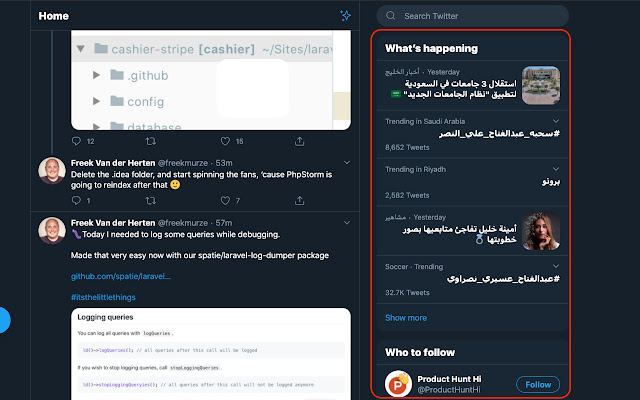 Home
cashier-stripe [cashier] ~/Sites/larav
.github
config
database
12
15
Freek Van der Herten @freekmurze · 53m
Delete the .idea folder, and start spinning the fans, 'cause PhpStorm is
going to reindex after that 🙂
1
7
Freek Van der Herten @freekmurze · 57m
🐛Today I needed to log some queries while debugging.
Made that very easy now with our spatie/laravel-log-dumper package
github.com/spatie/laravel...
#itsthelittlethings
Logging queries
You can log all queries with logQueries.
ld()->logQueries(); // all queries after this call will be logged
If you wish to stop logging queries, call stopLoggingQueries.
ld()->stopLoggingQueryies(); // all queries after this call will not be logged anymore
Search Twitter
What's happening
أخبار الخليج · Yesterday
استقلال 3 جامعات في السعودية
لتطبيق "نظام الجامعات الجديد" 🇸🇦
Trending in Saudi Arabia
#سحبه_عبدالفتاح_علي_النصر
8,652 Tweets
Trending in Riyadh
برونو
2,582 Tweets
مشاهير · Yesterday
أمينة خليل تفاجئ متابعيها بصور
خطوبتها 💍
Soccer · Trending
#عبدالفتاح_عسيري_نصراوي
32.7K Tweets
Show more
Who to follow
Product Hunt Hi
@ProductHuntHi
Follow